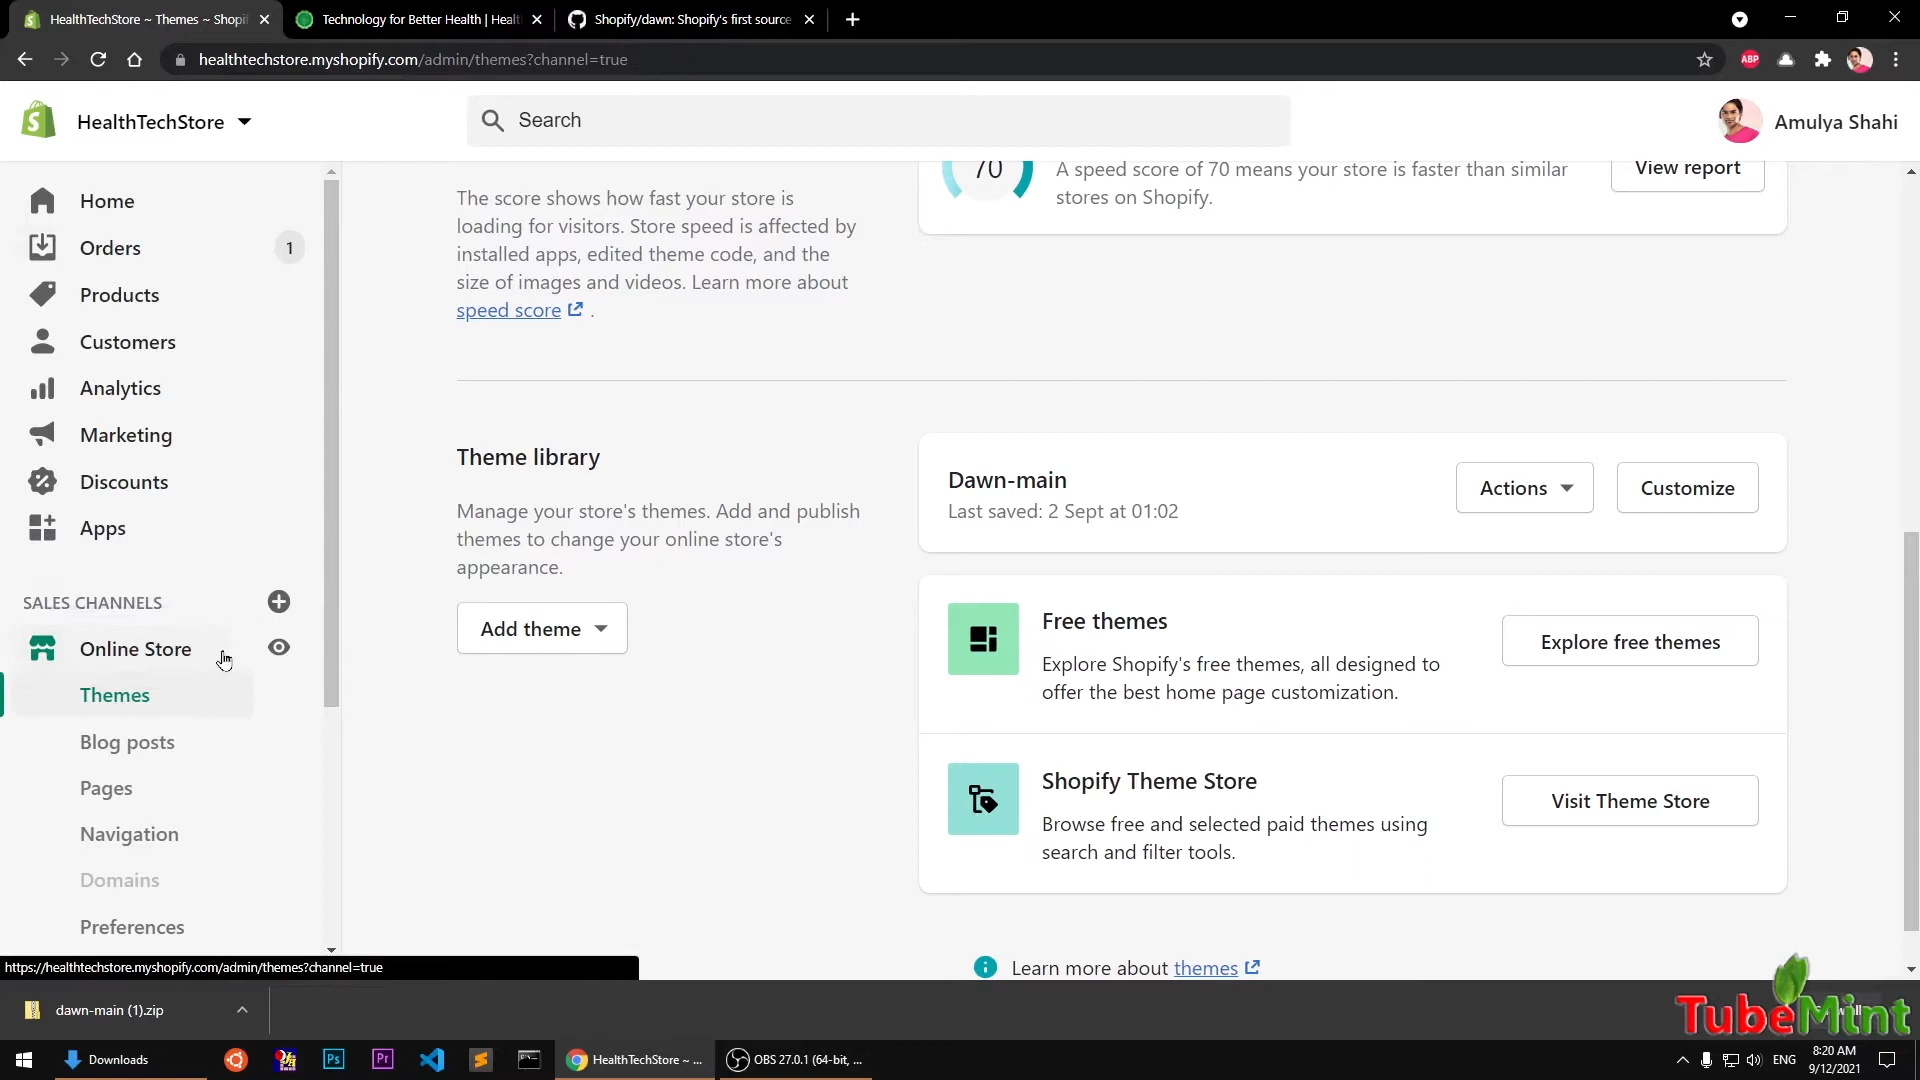 HealthTechStore ~ Themes ~ Shopi
Technology for Better Health | Healt
Shopify/dawn: Shopify's first source
healthtechstore.myshopify.com/admin/themes?channel=true
ABP
HealthTechStore
Search
Amulya Shahi
Home
Orders
1
Products
Customers
Analytics
Marketing
Discounts
Apps
SALES CHANNELS
Online Store
Themes
Blog posts
Pages
Navigation
Domains
Preferences
The score shows how fast your store is
loading for visitors. Store speed is affected by
installed apps, edited theme code, and the
size of images and videos. Learn more about
speed score .
70
A speed score of 70 means your store is faster than similar
stores on Shopify.
View report
Theme library
Manage your store's themes. Add and publish
themes to change your online store's
appearance.
Add theme
Dawn-main
Last saved: 2 Sept at 01:02
Actions
Customize
Free themes
Explore Shopify's free themes, all designed to
offer the best home page customization.
Explore free themes
Shopify Theme Store
Browse free and selected paid themes using
search and filter tools.
Visit Theme Store
Learn more about themes
https://healthtechstore.myshopify.com/admin/themes?channel=true
dawn-main (1).zip
TubeMint
Downloads
Ps
Pr
HealthTechStore ~ ...
OBS 27.0.1 (64-bit, ...
ENG
8:20 AM
9/12/2021